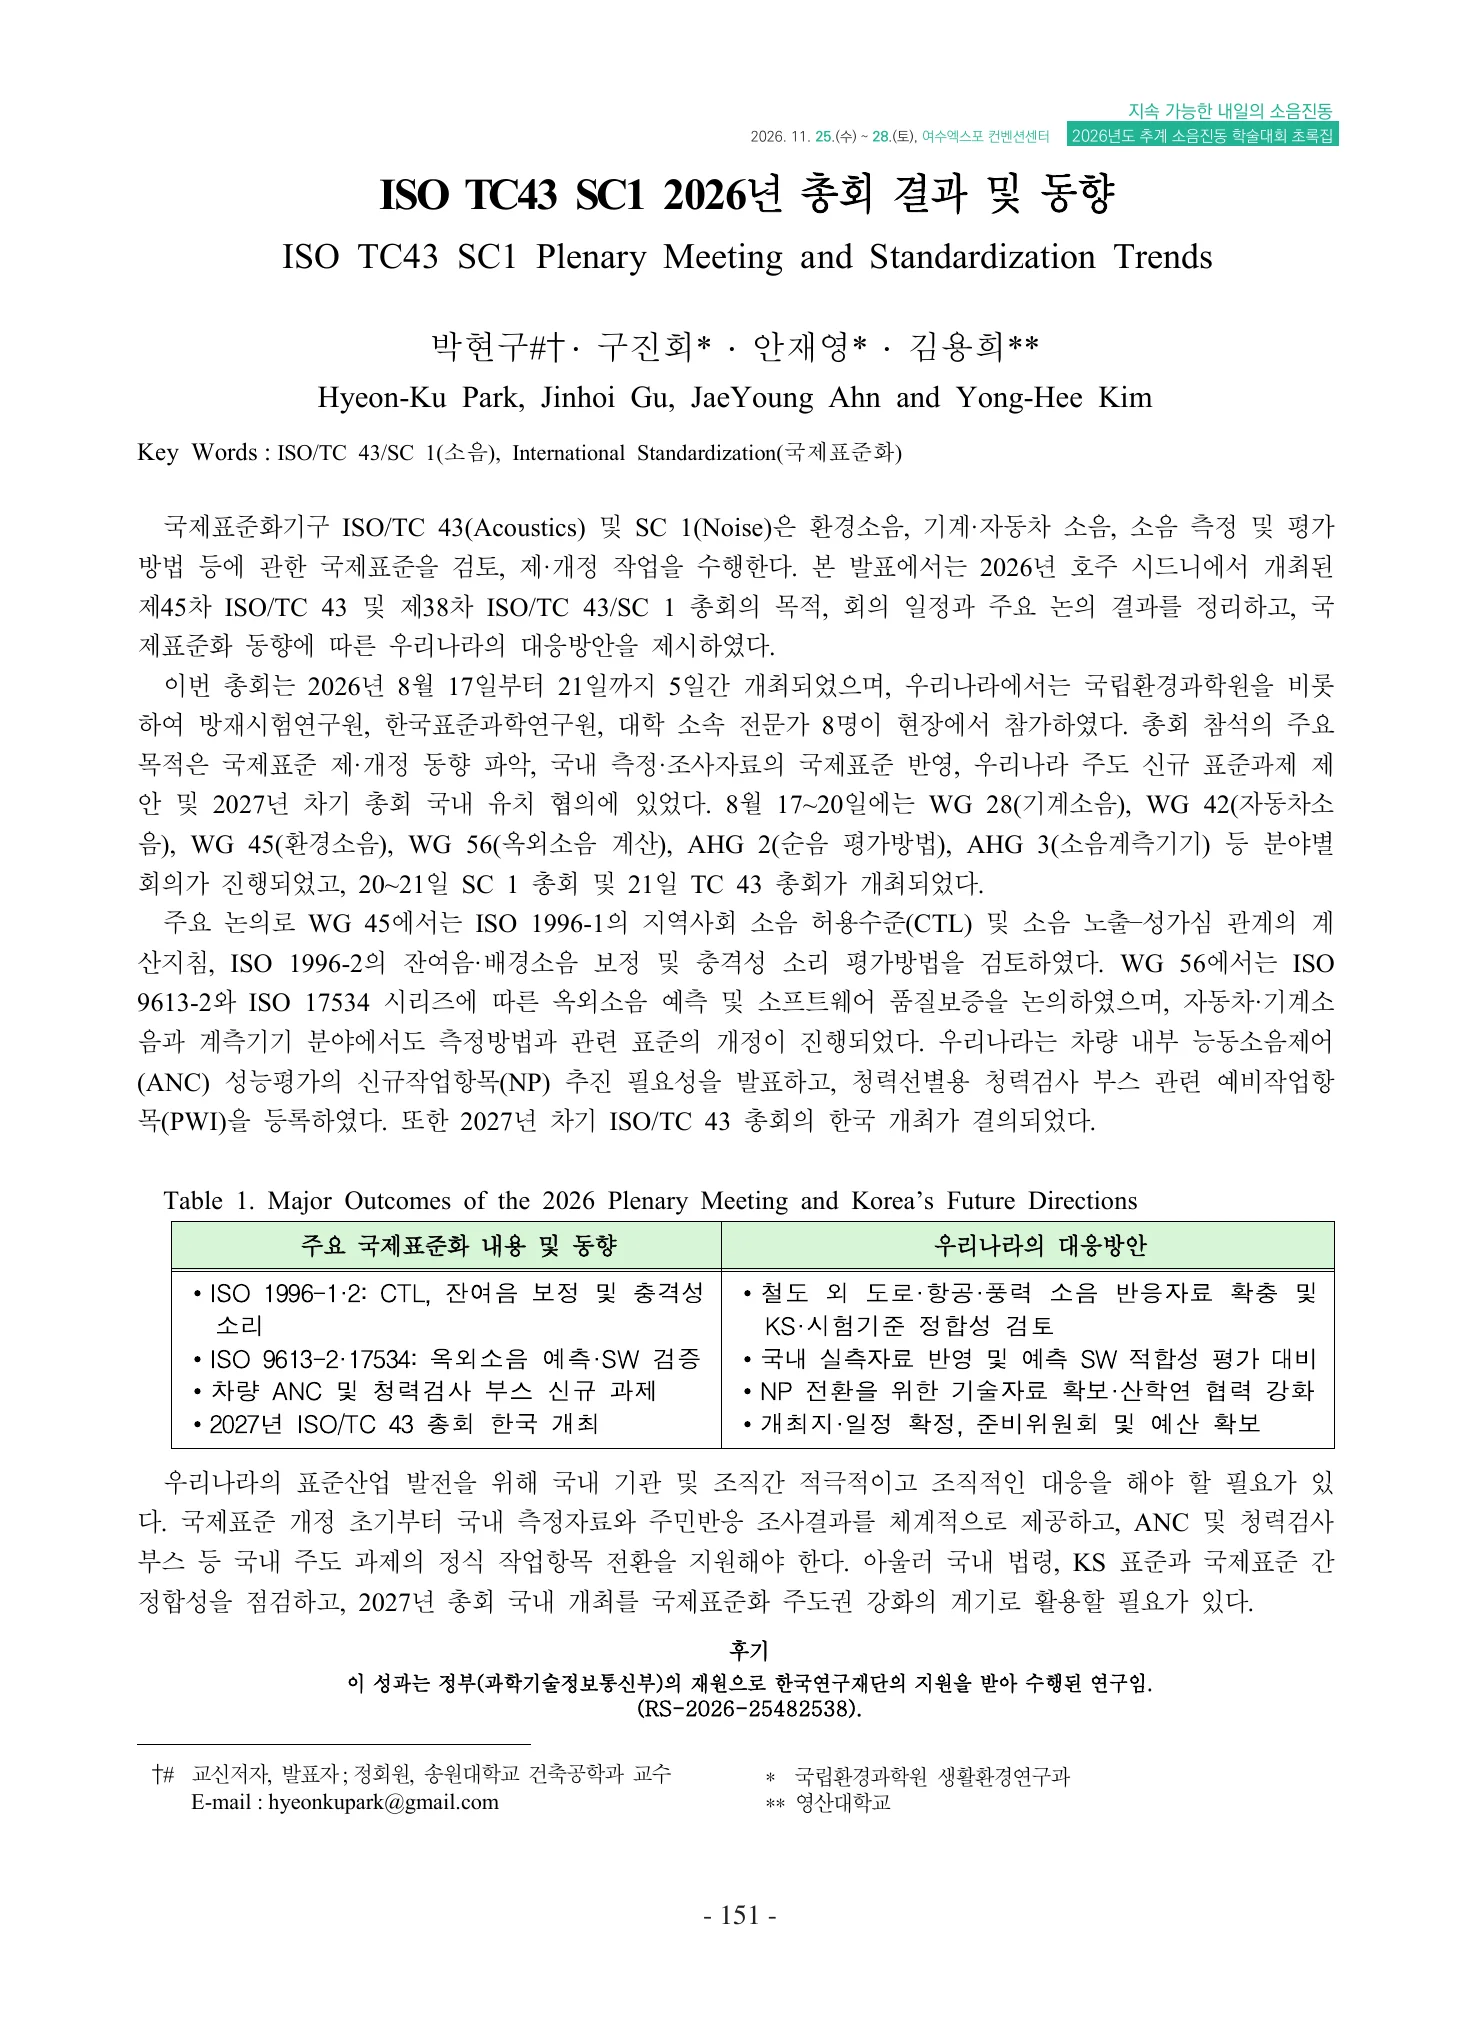 지속 가능한 내일의 소음진동
2026. 11. 25.(수) ~ 28.(토), 여수엑스포 컨벤션센터 2026년도 추계 소음진동 학술대회 초록집
ISO TC43 SC1 2026년 총회 결과 및 동향
ISO TC43 SC1 Plenary Meeting and Standardization Trends
박현구#†· 구진회* · 안재영* · 김용희**
Hyeon-Ku Park, Jinhoi Gu, JaeYoung Ahn and Yong-Hee Kim
Key Words : ISO/TC 43/SC 1(소음), International Standardization(국제표준화)
국제표준화기구 ISO/TC 43(Acoustics) 및 SC 1(Noise)은 환경소음, 기계·자동차 소음, 소음 측정 및 평가
방법 등에 관한 국제표준을 검토, 제·개정 작업을 수행한다. 본 발표에서는 2026년 호주 시드니에서 개최된
제45차 ISO/TC 43 및 제38차 ISO/TC 43/SC 1 총회의 목적, 회의 일정과 주요 논의 결과를 정리하고, 국
제표준화 동향에 따른 우리나라의 대응방안을 제시하였다.
이번 총회는 2026년 8월 17일부터 21일까지 5일간 개최되었으며, 우리나라에서는 국립환경과학원을 비롯
하여 방재시험연구원, 한국표준과학연구원, 대학 소속 전문가 8명이 현장에서 참가하였다. 총회 참석의 주요
목적은 국제표준 제·개정 동향 파악, 국내 측정·조사자료의 국제표준 반영, 우리나라 주도 신규 표준과제 제
안 및 2027년 차기 총회 국내 유치 협의에 있었다. 8월 17~20일에는 WG 28(기계소음), WG 42(자동차소
음), WG 45(환경소음), WG 56(옥외소음 계산), AHG 2(순음 평가방법), AHG 3(소음계측기기) 등 분야별
회의가 진행되었고, 20~21일 SC 1 총회 및 21일 TC 43 총회가 개최되었다.
주요 논의로 WG 45에서는 ISO 1996-1의 지역사회 소음 허용수준(CTL) 및 소음 노출–성가심 관계의 계
산지침, ISO 1996-2의 잔여음·배경소음 보정 및 충격성 소리 평가방법을 검토하였다. WG 56에서는 ISO
9613-2와 ISO 17534 시리즈에 따른 옥외소음 예측 및 소프트웨어 품질보증을 논의하였으며, 자동차·기계소
음과 계측기기 분야에서도 측정방법과 관련 표준의 개정이 진행되었다. 우리나라는 차량 내부 능동소음제어
(ANC) 성능평가의 신규작업항목(NP) 추진 필요성을 발표하고, 청력선별용 청력검사 부스 관련 예비작업항
목(PWI)을 등록하였다. 또한 2027년 차기 ISO/TC 43 총회의 한국 개최가 결의되었다.
Table 1. Major Outcomes of the 2026 Plenary Meeting and Korea’s Future Directions
주요 국제표준화 내용 및 동향
• ISO 1996-1·2: CTL, 잔여음 보정 및 충격성
소리
• ISO 9613-2·17534: 옥외소음 예측·SW 검증
• 차량 ANC 및 청력검사 부스 신규 과제
• 2027년 ISO/TC 43 총회 한국 개최
우리나라의 대응방안
• 철도 외 도로·항공·풍력 소음 반응자료 확충 및
KS·시험기준 정합성 검토
• 국내 실측자료 반영 및 예측 SW 적합성 평가 대비
• NP 전환을 위한 기술자료 확보·산학연 협력 강화
• 개최지·일정 확정, 준비위원회 및 예산 확보
우리나라의 표준산업 발전을 위해 국내 기관 및 조직간 적극적이고 조직적인 대응을 해야 할 필요가 있
다. 국제표준 개정 초기부터 국내 측정자료와 주민반응 조사결과를 체계적으로 제공하고, ANC 및 청력검사
부스 등 국내 주도 과제의 정식 작업항목 전환을 지원해야 한다. 아울러 국내 법령, KS 표준과 국제표준 간
정합성을 점검하고, 2027년 총회 국내 개최를 국제표준화 주도권 강화의 계기로 활용할 필요가 있다.
후기
이 성과는 정부(과학기술정보통신부)의 재원으로 한국연구재단의 지원을 받아 수행된 연구임.
(RS-2026-25482538).
†# 교신저자, 발표자 ; 정회원, 송원대학교 건축공학과 교수
E-mail : hyeonkupark@gmail.com
* 국립환경과학원 생활환경연구과
** 영산대학교
- 151 -